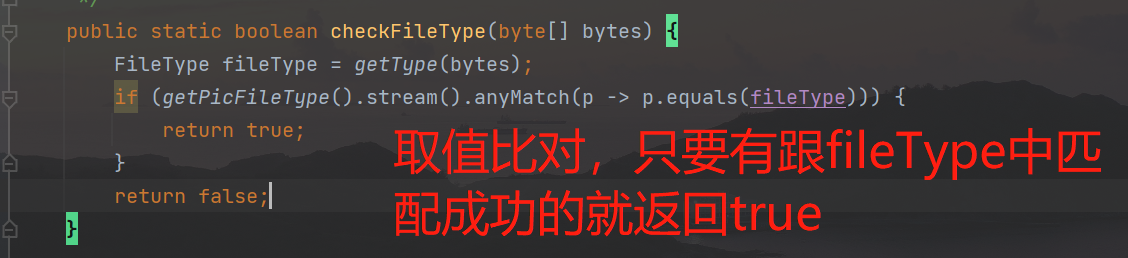 */
public static boolean checkFileType(byte[] bytes) {
FileType fileType = getType(bytes);
if (getPicFileType().stream().anyMatch(p -> p.equals(fileType))) {
return true;
}
return false;
}
取值比对，只要有跟fileType中匹
配成功的就返回true